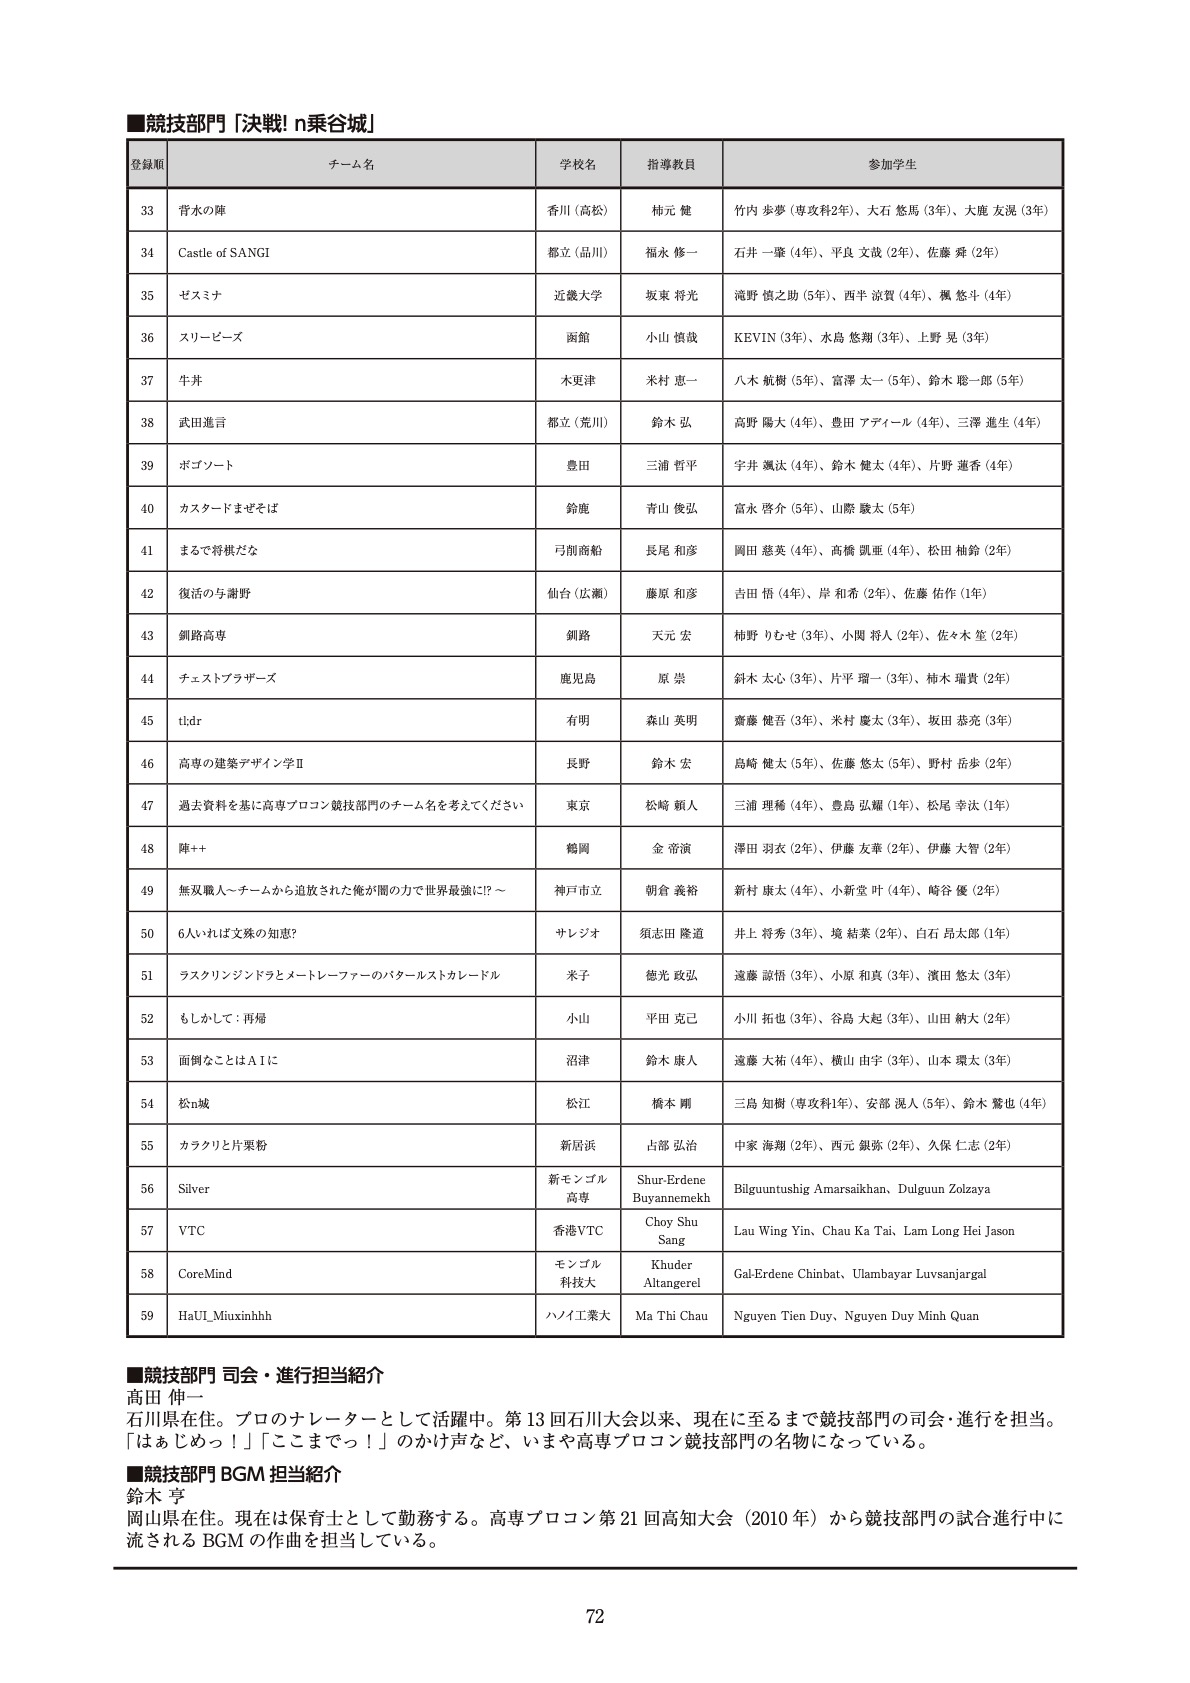 ■競技部門「決戦! n乗谷城」
登録順 チーム名 学校名 指導教員 参加学生
33 背水の陣 香川（高松） 柿元 健 竹内 歩夢（専攻科2年）、大石 悠馬（3年）、大鹿 友滉（3年）
34 Castle of SANGI 都立（品川） 福永 修一 石井 一肇（4年）、平良 文哉（2年）、佐藤 舜（2年）
35 ゼスミナ 近畿大学 坂東 将光 滝野 慎之助（5年）、西半 涼賀（4年）、楓 悠斗（4年）
36 スリーピーズ 函館 小山 慎哉 KEVIN（3年）、水島 悠翔（3年）、上野 晃（3年）
37 牛丼 木更津 米村 恵一 八木 航樹（5年）、富澤 太一（5年）、鈴木 聡一郎（5年）
38 武田進言 都立（荒川） 鈴木 弘 高野 陽大（4年）、豊田 アディール（4年）、三澤 進生（4年）
39 ボゴソート 豊田 三浦 哲平 宇井 颯汰（4年）、鈴木 健太（4年）、片野 蓮香（4年）
40 カスタードまぜそば 鈴鹿 青山 俊弘 富永 啓介（5年）、山際 駿太（5年）
41 まるで将棋だな 弓削商船 長尾 和彦 岡田 慈英（4年）、髙橋 凱亜（4年）、松田 柚鈴（2年）
42 復活の与謝野 仙台（広瀬） 藤原 和彦 吉田 悟（4年）、岸 和希（2年）、佐藤 佑作（1年）
43 釧路高専 釧路 天元 宏 柿野 りむせ（3年）、小関 将人（2年）、佐々木 笙（2年）
44 チェストブラザーズ 鹿児島 原 崇 斜木 太心（3年）、片平 瑠一（3年）、柿木 瑞貴（2年）
45 tl;dr 有明 森山 英明 齋藤 健吾（3年）、米村 慶太（3年）、坂田 恭亮（3年）
46 高専の建築デザイン学Ⅱ 長野 鈴木 宏 島崎 健太（5年）、佐藤 悠太（5年）、野村 岳歩（2年）
47 過去資料を基に高専プロコン競技部門のチーム名を考えてください 東京 松﨑 頼人 三浦 理稀（4年）、豊島 弘耀（1年）、松尾 幸汰（1年）
48 陣++ 鶴岡 金 帝演 澤田 羽衣（2年）、伊藤 友華（2年）、伊藤 大智（2年）
49 無双職人～チームから追放された俺が闇の力で世界最強に!?～ 神戸市立 朝倉 義裕 新村 康太（4年）、小新堂 叶（4年）、崎谷 優（2年）
50 6人いれば文殊の知恵? サレジオ 須志田 隆道 井上 将秀（3年）、境 結菜（2年）、白石 昂太郎（1年）
51 ラスクリンジンドラとメートレーファーのパタールストカレードル 米子 徳光 政弘 遠藤 諒悟（3年）、小原 和真（3年）、濱田 悠太（3年）
52 もしかして：再帰 小山 平田 克己 小川 拓也（3年）、谷島 大起（3年）、山田 納大（2年）
53 面倒なことはＡＩに 沼津 鈴木 康人 遠藤 大祐（4年）、横山 由宇（3年）、山本 環太（3年）
54 松n城 松江 橋本 剛 三島 知樹（専攻科1年）、安部 滉人（5年）、鈴木 鷲也（4年）
55 カラクリと片栗粉 新居浜 占部 弘治 中家 海翔（2年）、西元 銀弥（2年）、久保 仁志（2年）
56 Silver 新モンゴル高専 Shur-Erdene Buyannemekh Bilguuntushig Amarsaikhan、Dulguun Zolzaya
57 VTC 香港VTC Choy Shu Sang Lau Wing Yin、Chau Ka Tai、Lam Long Hei Jason
58 CoreMind モンゴル科技大 Khuder Altangerel Gal-Erdene Chinbat、Ulambayar Luvsanjargal
59 HaUI_Miuxinhhh ハノイ工業大 Ma Thi Chau Nguyen Tien Duy、Nguyen Duy Minh Quan
■競技部門 司会・進行担当紹介
高田 伸一
石川県在住。プロのナレーターとして活躍中。第 13 回石川大会以来、現在に至るまで競技部門の司会・進行を担当。
「はぁじめっ！」「ここまでっ！」のかけ声など、いまや高専プロコン競技部門の名物になっている。
■競技部門 BGM 担当紹介
鈴木 亨
岡山県在住。現在は保育士として勤務する。高専プロコン第 21 回高知大会（2010 年）から競技部門の試合進行中に
流される BGM の作曲を担当している。
72